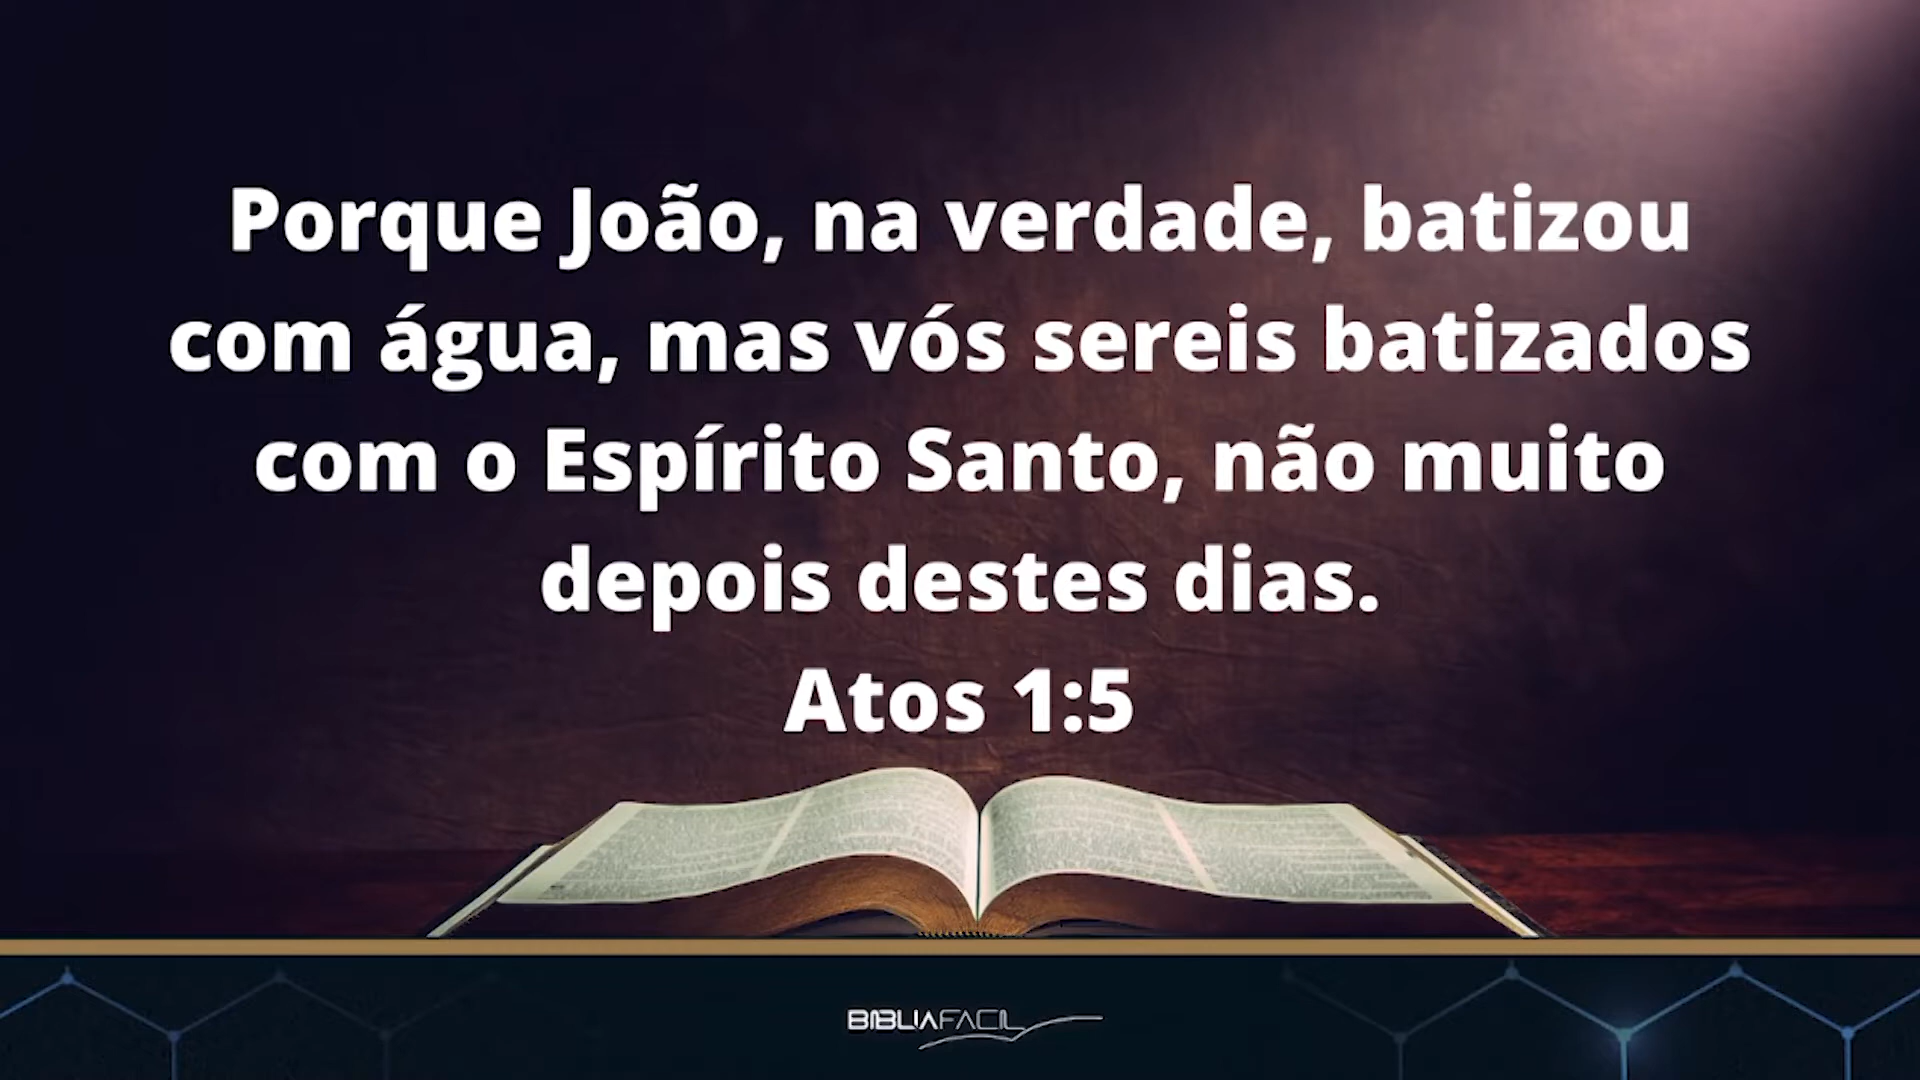 Porque João, na verdade, batizou
com água, mas vós sereis batizados
com o Espírito Santo, não muito
depois destes dias.
Atos 1:5
BIBLIAFACIL